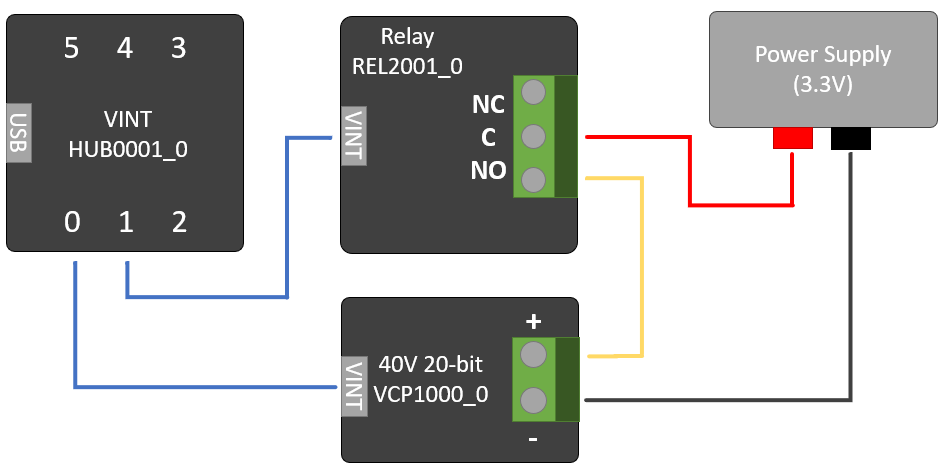 5 4 3
USB
VINT
HUB0001_0
0 1 2
Relay
REL2001_0
VINT
NC
C
NO
Power Supply
(3.3V)
+
VINT
40V 20-bit
VCP1000_0
-